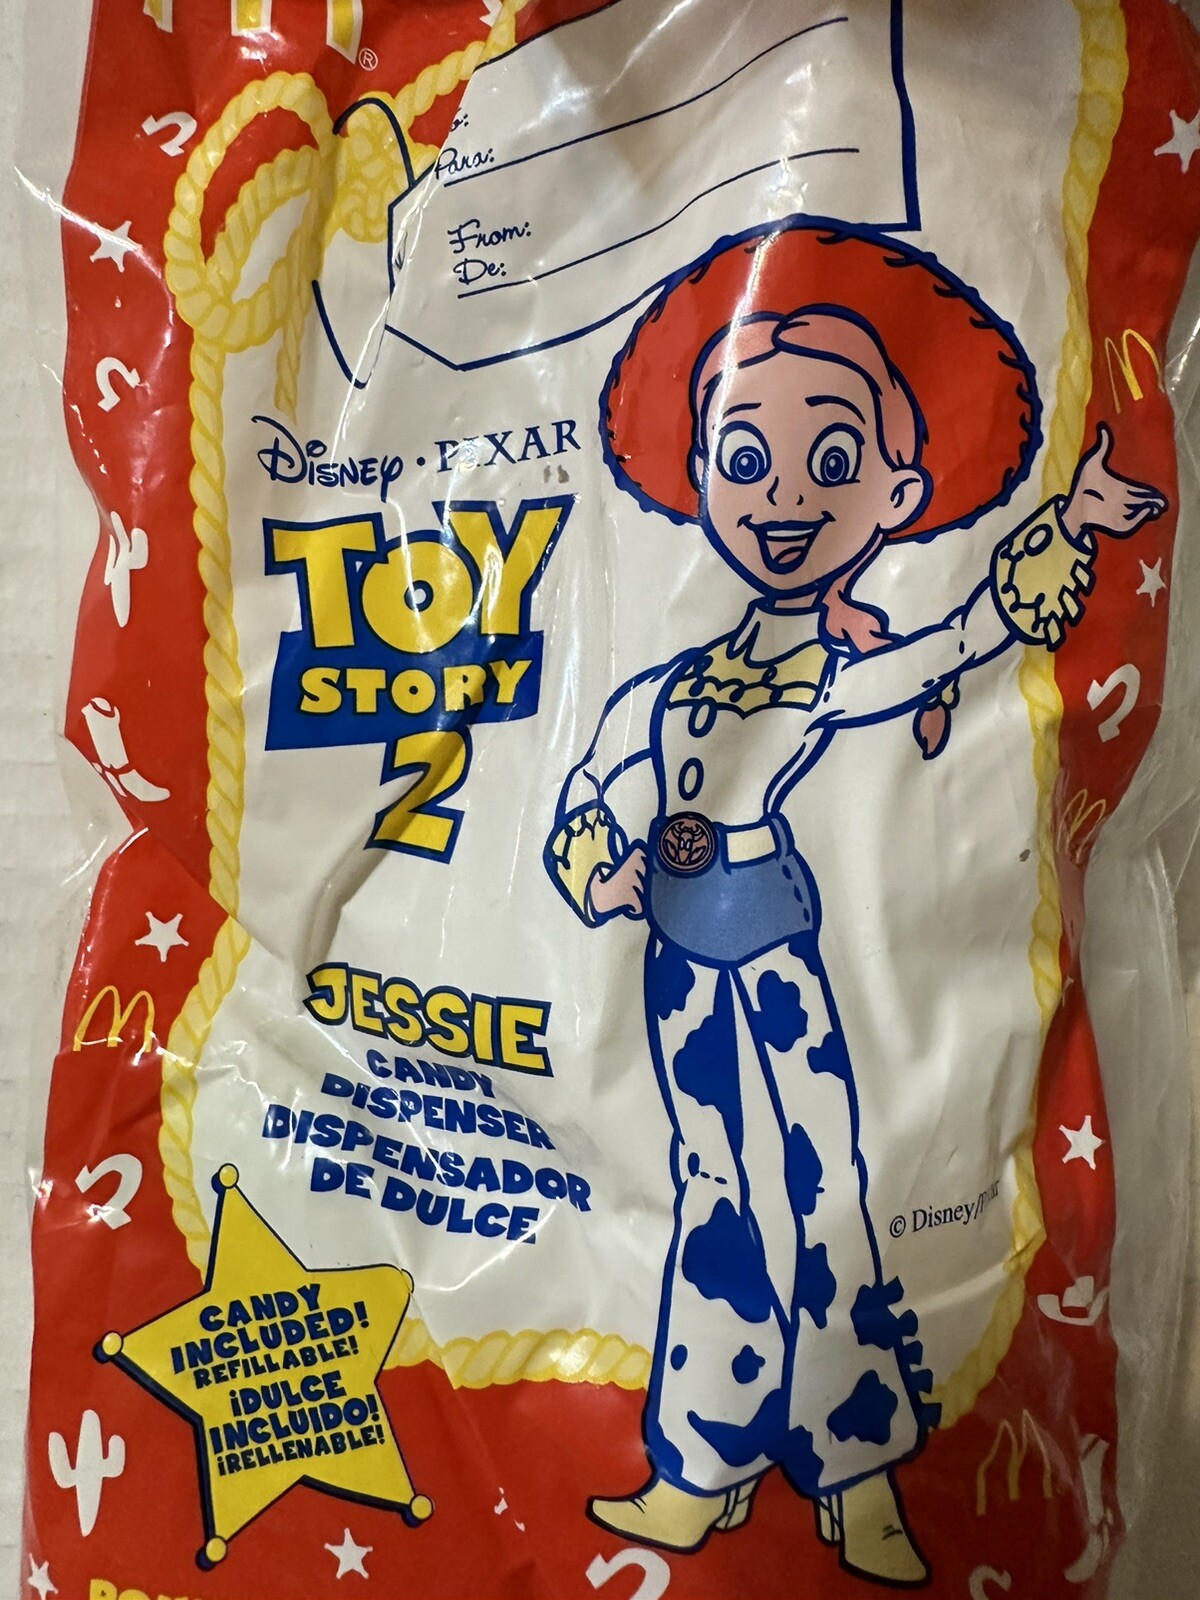 ®
Para:
From:
De:
DISNEY · PIXAR
TOY
STORY
2
JESSIE
CANDY
DISPENSER
DISPENSADOR
DE DULCE
© Disney/
CANDY
INCLUDED!
REFILLABLE!
¡DULCE
INCLUIDO!
¡RELLENABLE!